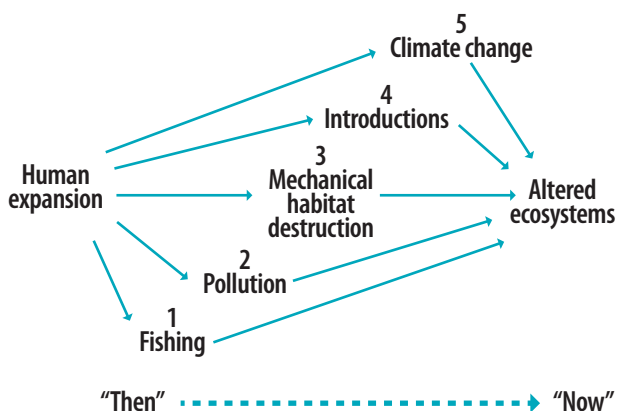 5
Climate change
4
Introductions
3
Mechanical
habitat
destruction
Human
expansion
Altered
ecosystems
2
Pollution
1
Fishing
“Then”
“Now”